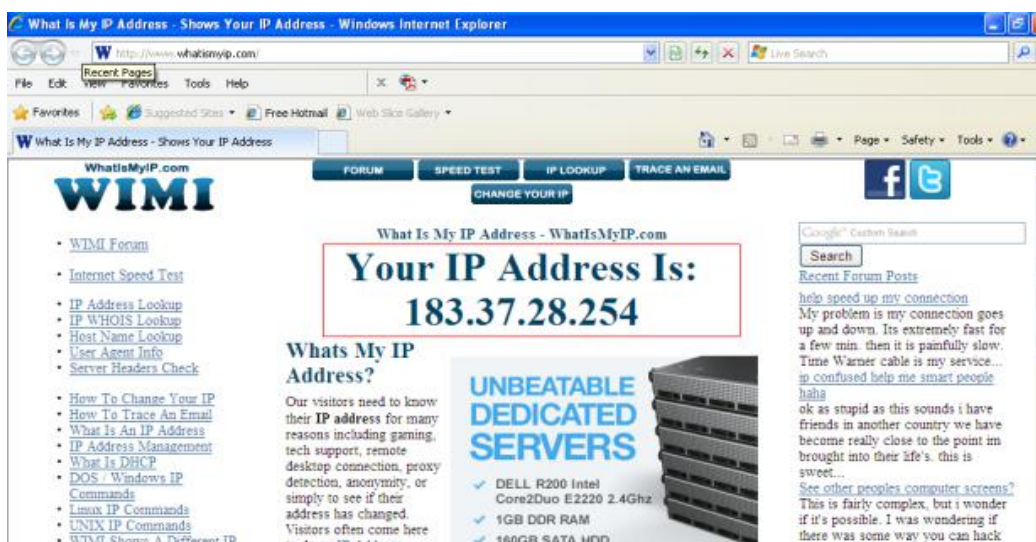 What Is My IP Address - Shows Your IP Address - Windows Internet Explorer
http://www.whatismyip.com/
Live Search
Recent Pages
File Edit View Favorites Tools Help
x
Favorites Suggested Sites Free Hotmail Web Slice Gallery
What Is My IP Address - Shows Your IP Address
Page Safety Tools
WhatIsMyIP.com
WIMI
FORUM SPEED TEST IP LOOKUP TRACE AN EMAIL
CHANGE YOUR IP
WIMI Forum
Internet Speed Test
IP Address Lookup
IP WHOIS Lookup
Host Name Lookup
User Agent Info
Server Headers Check
How To Change Your IP
How To Trace An Email
What Is An IP Address
IP Address Management
What Is DHCP
DOS / Windows IP
Commands
Linux IP Commands
UNIX IP Commands
WIMI Shows A Different IP
What Is My IP Address - WhatIsMyIP.com
Your IP Address Is:
183.37.28.254
Whats My IP
Address?
Our visitors need to know
their IP address for many
reasons including gaming,
tech support, remote
desktop connection, proxy
detection, anonymity, or
simply to see if their
address has changed.
Visitors often come here
UNBEATABLE
DEDICATED
SERVERS
DELL R200 Intel
Core2Duo E2220 2.4Ghz
1GB DDR RAM
160GB SATA HDD
f
Google™ Custom Search
Search
Recent Forum Posts
help speed up my connection
My problem is my connection goes
up and down. Its extremely fast for
a few min. then it is painfully slow.
Time Warner cable is my service...
ip confused help me smart people
haha
ok as stupid as this sounds i have
friends in another country we have
become really close to the point im
brought into their life's. this is
sweet...
See other peoples computer screens?
This is fairly complex, but i wonder
if it's possible. I was wondering if
there was some way you can hack